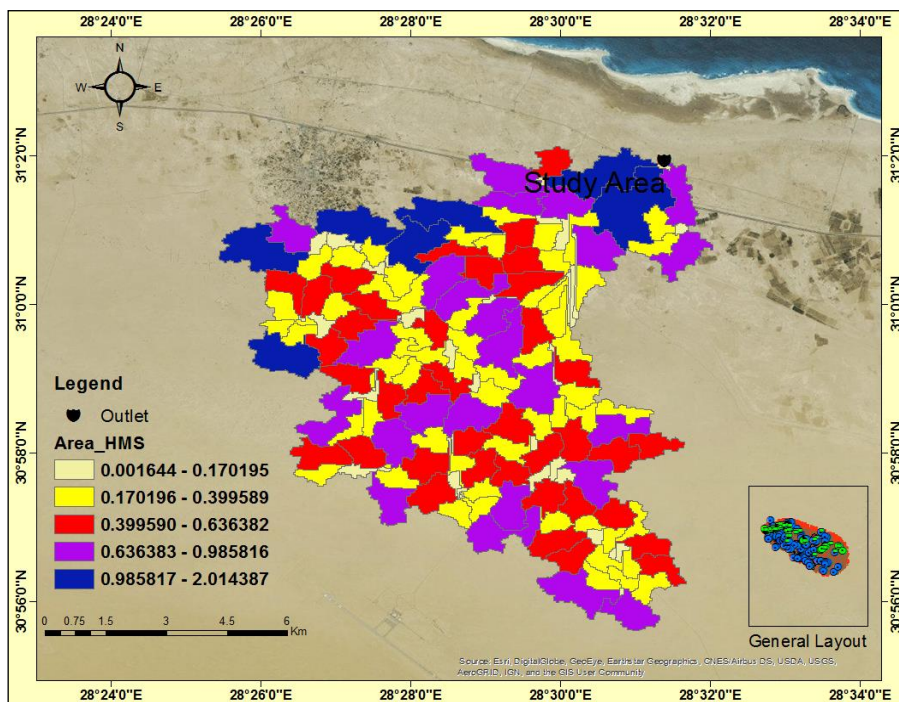 28°24'0"E 28°26'0"E 28°28'0"E 28°30'0"E 28°32'0"E 28°34'0"E
N
W E
S
31°2'0"N 31°2'0"N
Study Area
31°0'0"N 31°0'0"N
Legend
Outlet
Area_HMS
0.001644 - 0.170195
0.170196 - 0.399589
0.399590 - 0.636382
0.636383 - 0.985816
0.985817 - 2.014387
30°58'0"N 30°58'0"N
30°56'0"N 30°56'0"N
0 0.75 1.5 3 4.5 6
Km
General Layout
Source: Esri, DigitalGlobe, GeoEye, Earthstar Geographics, CNES/Airbus DS, USDA, USGS,
AeroGRID, IGN, and the GIS User Community
28°24'0"E 28°26'0"E 28°28'0"E 28°30'0"E 28°32'0"E 28°34'0"E